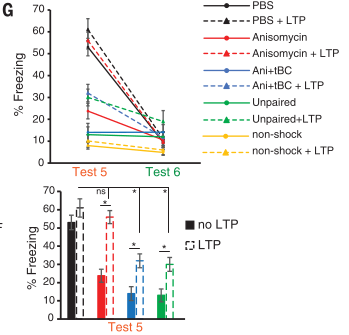 G
% Freezing
70
60
50
40
30
20
10
0
Test 5
Test 6
PBS
PBS + LTP
Anisomycin
Anisomycin + LTP
Ani+tBC
Ani+tBC + LTP
Unpaired
Unpaired+LTP
non-shock
non-shock + LTP
% Freezing
70
60
50
40
30
20
10
0
ns
*
*
*
*
*
no LTP
LTP
Test 5